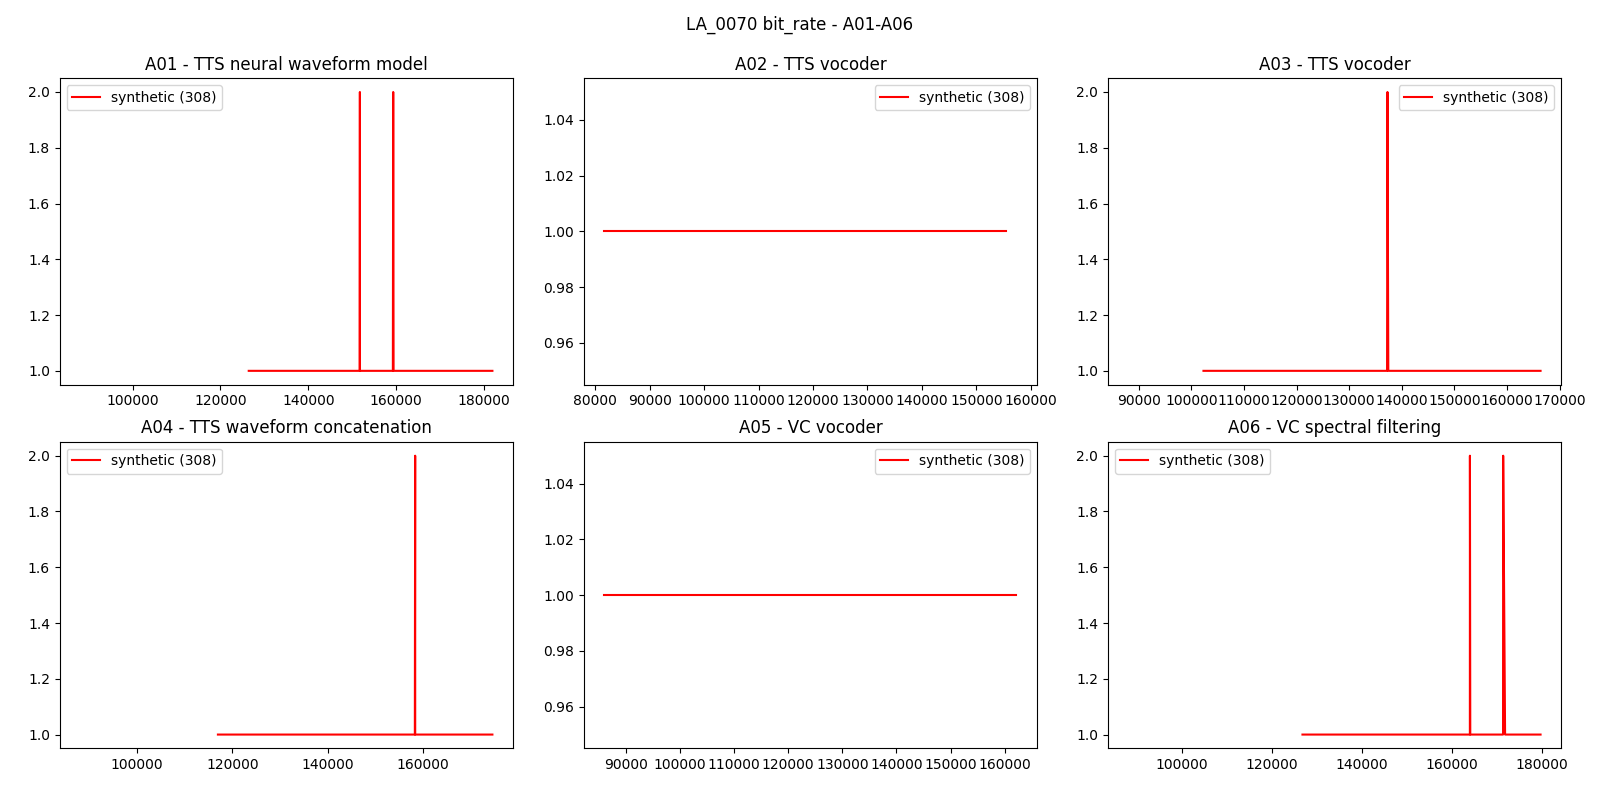 LA_0070 bit_rate - A01-A06
A01 - TTS neural waveform model
synthetic (308)
2.0
1.8
1.6
1.4
1.2
1.0
100000 120000 140000 160000 180000
A02 - TTS vocoder
synthetic (308)
1.04
1.02
1.00
0.98
0.96
80000 90000 100000 110000 120000 130000 140000 150000 160000
A03 - TTS vocoder
synthetic (308)
2.0
1.8
1.6
1.4
1.2
1.0
90000 100000 110000 120000 130000 140000 150000 160000 170000
A04 - TTS waveform concatenation
synthetic (308)
2.0
1.8
1.6
1.4
1.2
1.0
100000 120000 140000 160000
A05 - VC vocoder
synthetic (308)
1.04
1.02
1.00
0.98
0.96
90000 100000 110000 120000 130000 140000 150000 160000
A06 - VC spectral filtering
synthetic (308)
2.0
1.8
1.6
1.4
1.2
1.0
100000 120000 140000 160000 180000